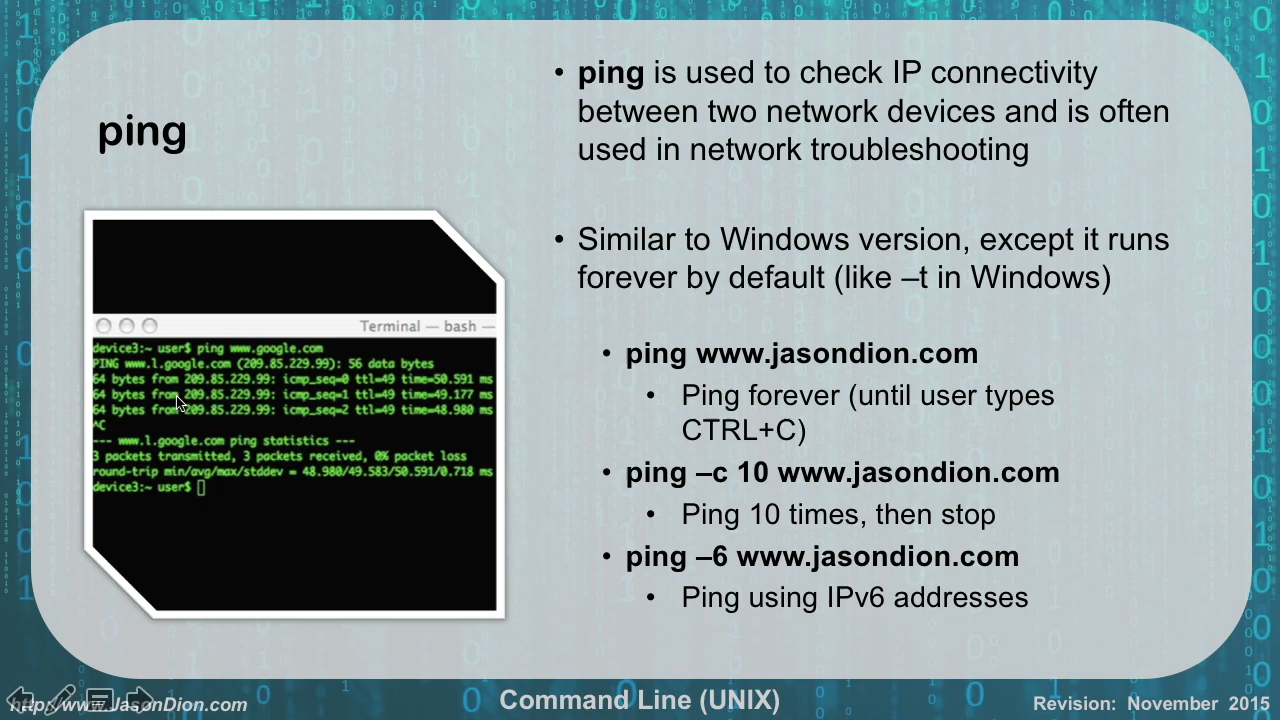 ping
• ping is used to check IP connectivity
between two network devices and is often
used in network troubleshooting
• Similar to Windows version, except it runs
forever by default (like –t in Windows)
• ping www.jasondion.com
• Ping forever (until user types
CTRL+C)
• ping –c 10 www.jasondion.com
• Ping 10 times, then stop
• ping –6 www.jasondion.com
• Ping using IPv6 addresses
Terminal — bash —
device3:~ user$ ping www.google.com
PING www.l.google.com (209.85.229.99): 56 data bytes
64 bytes from 209.85.229.99: icmp_seq=0 ttl=49 time=50.591 ms
64 bytes from 209.85.229.99: icmp_seq=1 ttl=49 time=49.177 ms
64 bytes from 209.85.229.99: icmp_seq=2 ttl=49 time=48.980 ms
^C
--- www.l.google.com ping statistics ---
3 packets transmitted, 3 packets received, 0% packet loss
round-trip min/avg/max/stddev = 48.980/49.583/50.591/0.718 ms
device3:~ user$
http://www.JasonDion.com
Command Line (UNIX)
Revision: November 2015